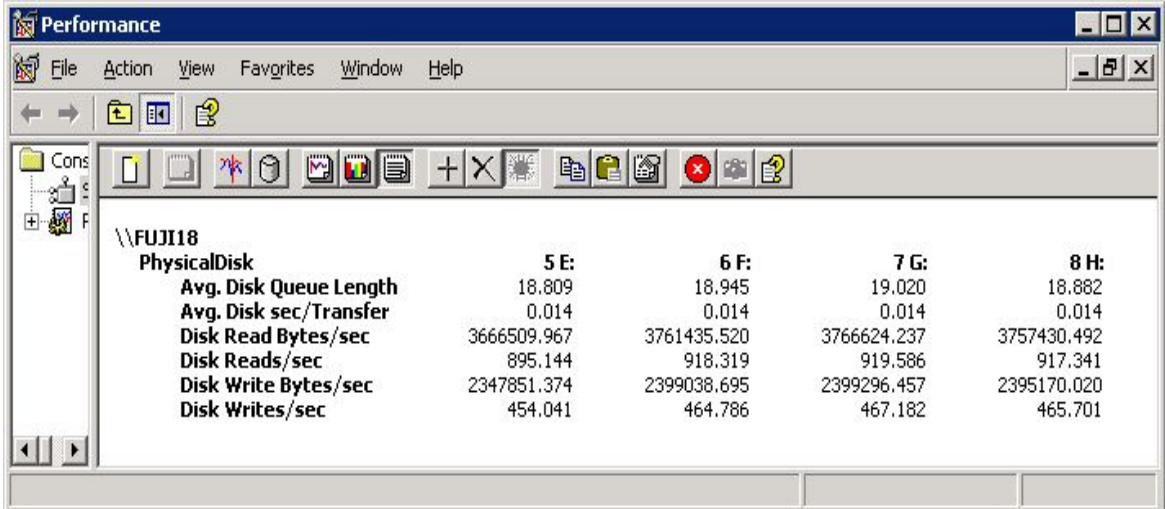 Performance
File Action View Favorites Window Help
Cons
S
F
\\FUJI18
PhysicalDisk 5 E: 6 F: 7 G: 8 H:
Avg. Disk Queue Length 18.809 18.945 19.020 18.882
Avg. Disk sec/Transfer 0.014 0.014 0.014 0.014
Disk Read Bytes/sec 3666509.967 3761435.520 3766624.237 3757430.492
Disk Reads/sec 895.144 918.319 919.586 917.341
Disk Write Bytes/sec 2347851.374 2399038.695 2399296.457 2395170.020
Disk Writes/sec 454.041 464.786 467.182 465.701